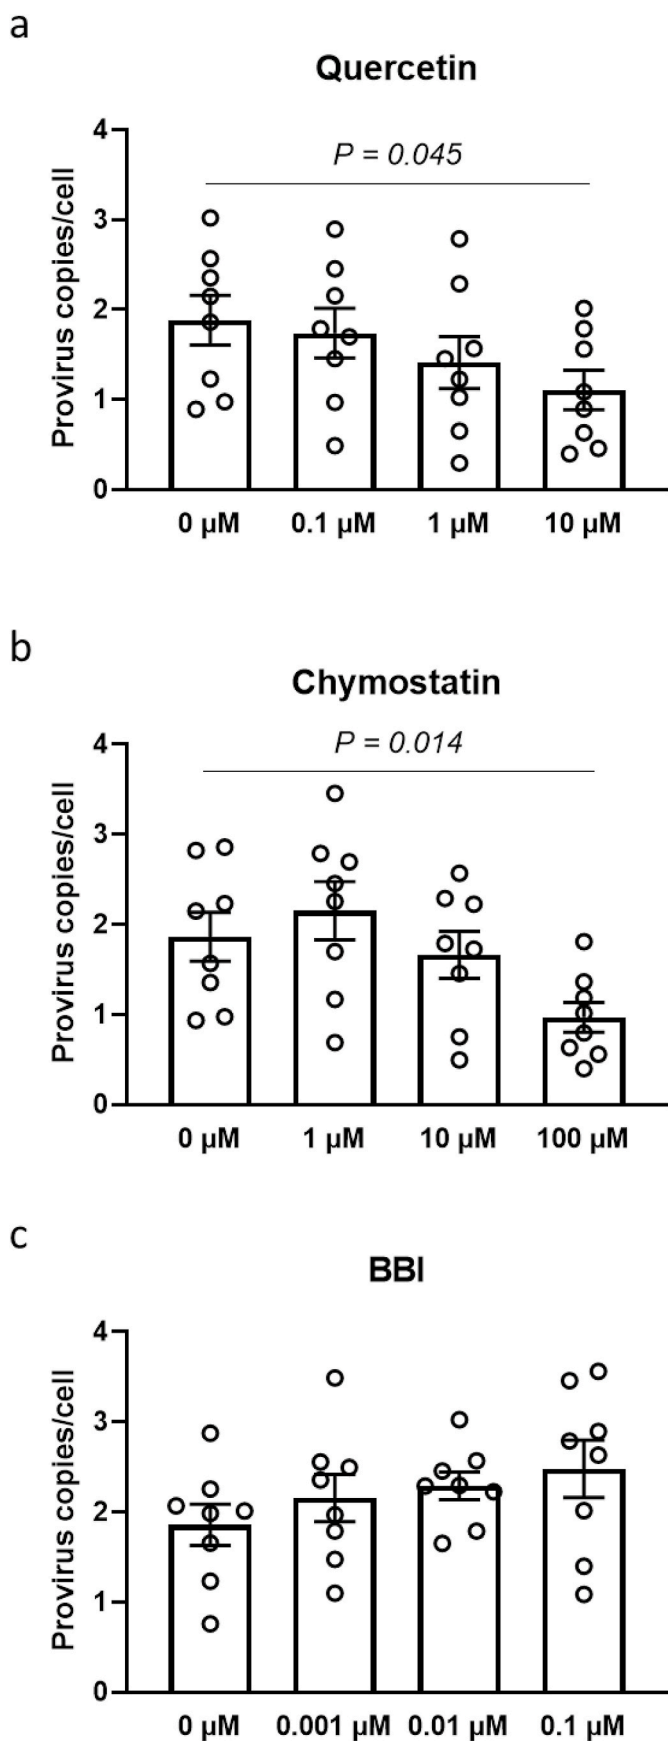 a
Quercetin
P = 0.045
Provirus copies/cell
4
3
2
1
0
0 µM 0.1 µM 1 µM 10 µM
b
Chymostatin
P = 0.014
Provirus copies/cell
4
3
2
1
0
0 µM 1 µM 10 µM 100 µM
c
BBI
Provirus copies/cell
4
3
2
1
0
0 µM 0.001 µM 0.01 µM 0.1 µM